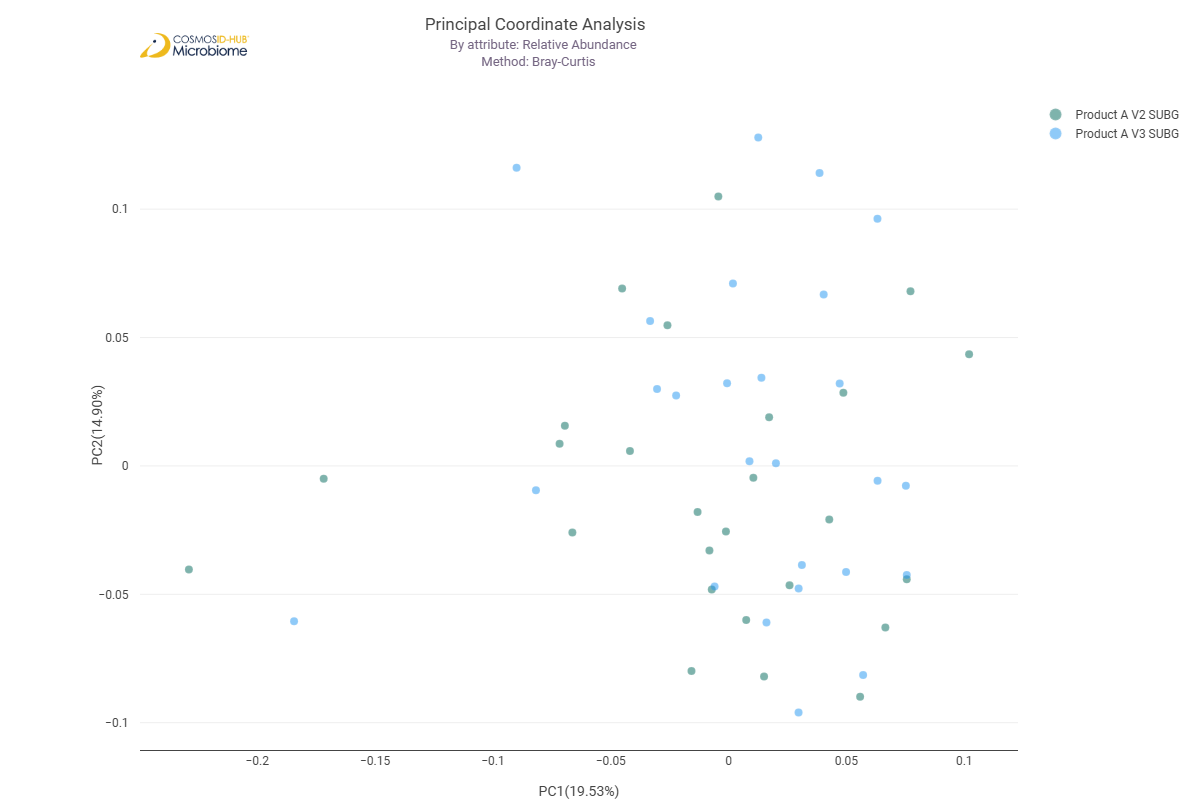 Principal Coordinate Analysis
By attribute: Relative Abundance
Method: Bray-Curtis
COSMOSID-HUB
Microbiome
Product A V2 SUBG
Product A V3 SUBG
PC2(14.90%)
0.1
0.05
0
−0.05
−0.1
−0.2
−0.15
−0.1
−0.05
0
0.05
0.1
PC1(19.53%)